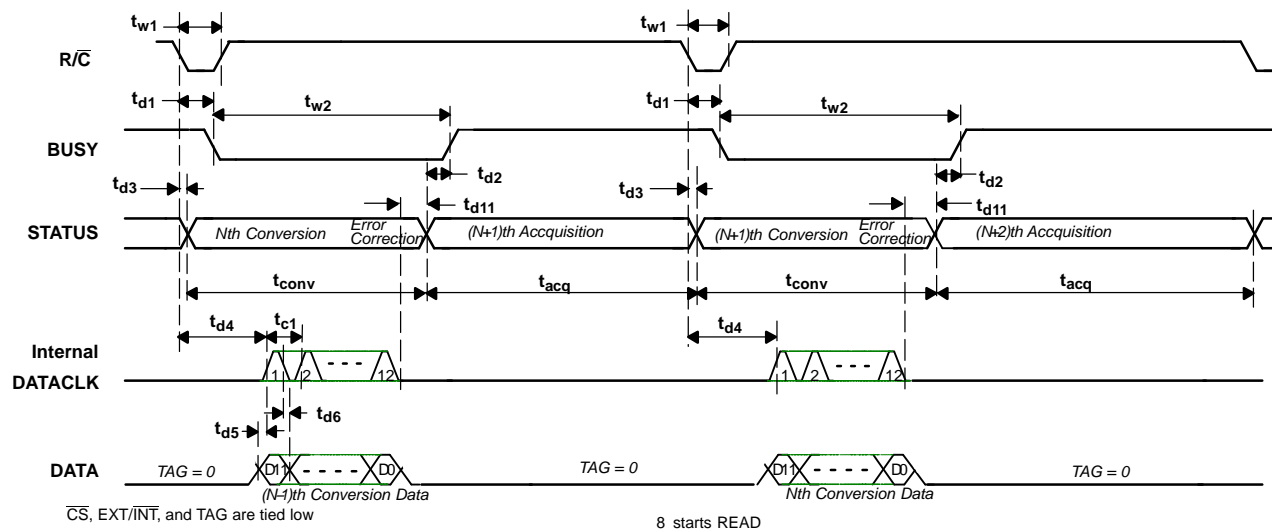 tw1 tw1
R/C̅
td1 tw2 td1 tw2
BUSY
td3 td2 td3 td2
td11 td11
STATUS Nth Conversion Error Correction (N+1)th Accquisition (N+1)th Conversion Error Correction (N+2)th Accquisition
tconv tacq tconv tacq
td4 tc1 td4
Internal
DATACLK 1 2 - - - 12 1 2 - - - 12
td6
td5
DATA TAG = 0 D11 - - - - - D0 TAG = 0 D11 - - - - - D0 TAG = 0
(N-1)th Conversion Data Nth Conversion Data
C̅S̅, EXT/I̅N̅T̅, and TAG are tied low
8 starts READ